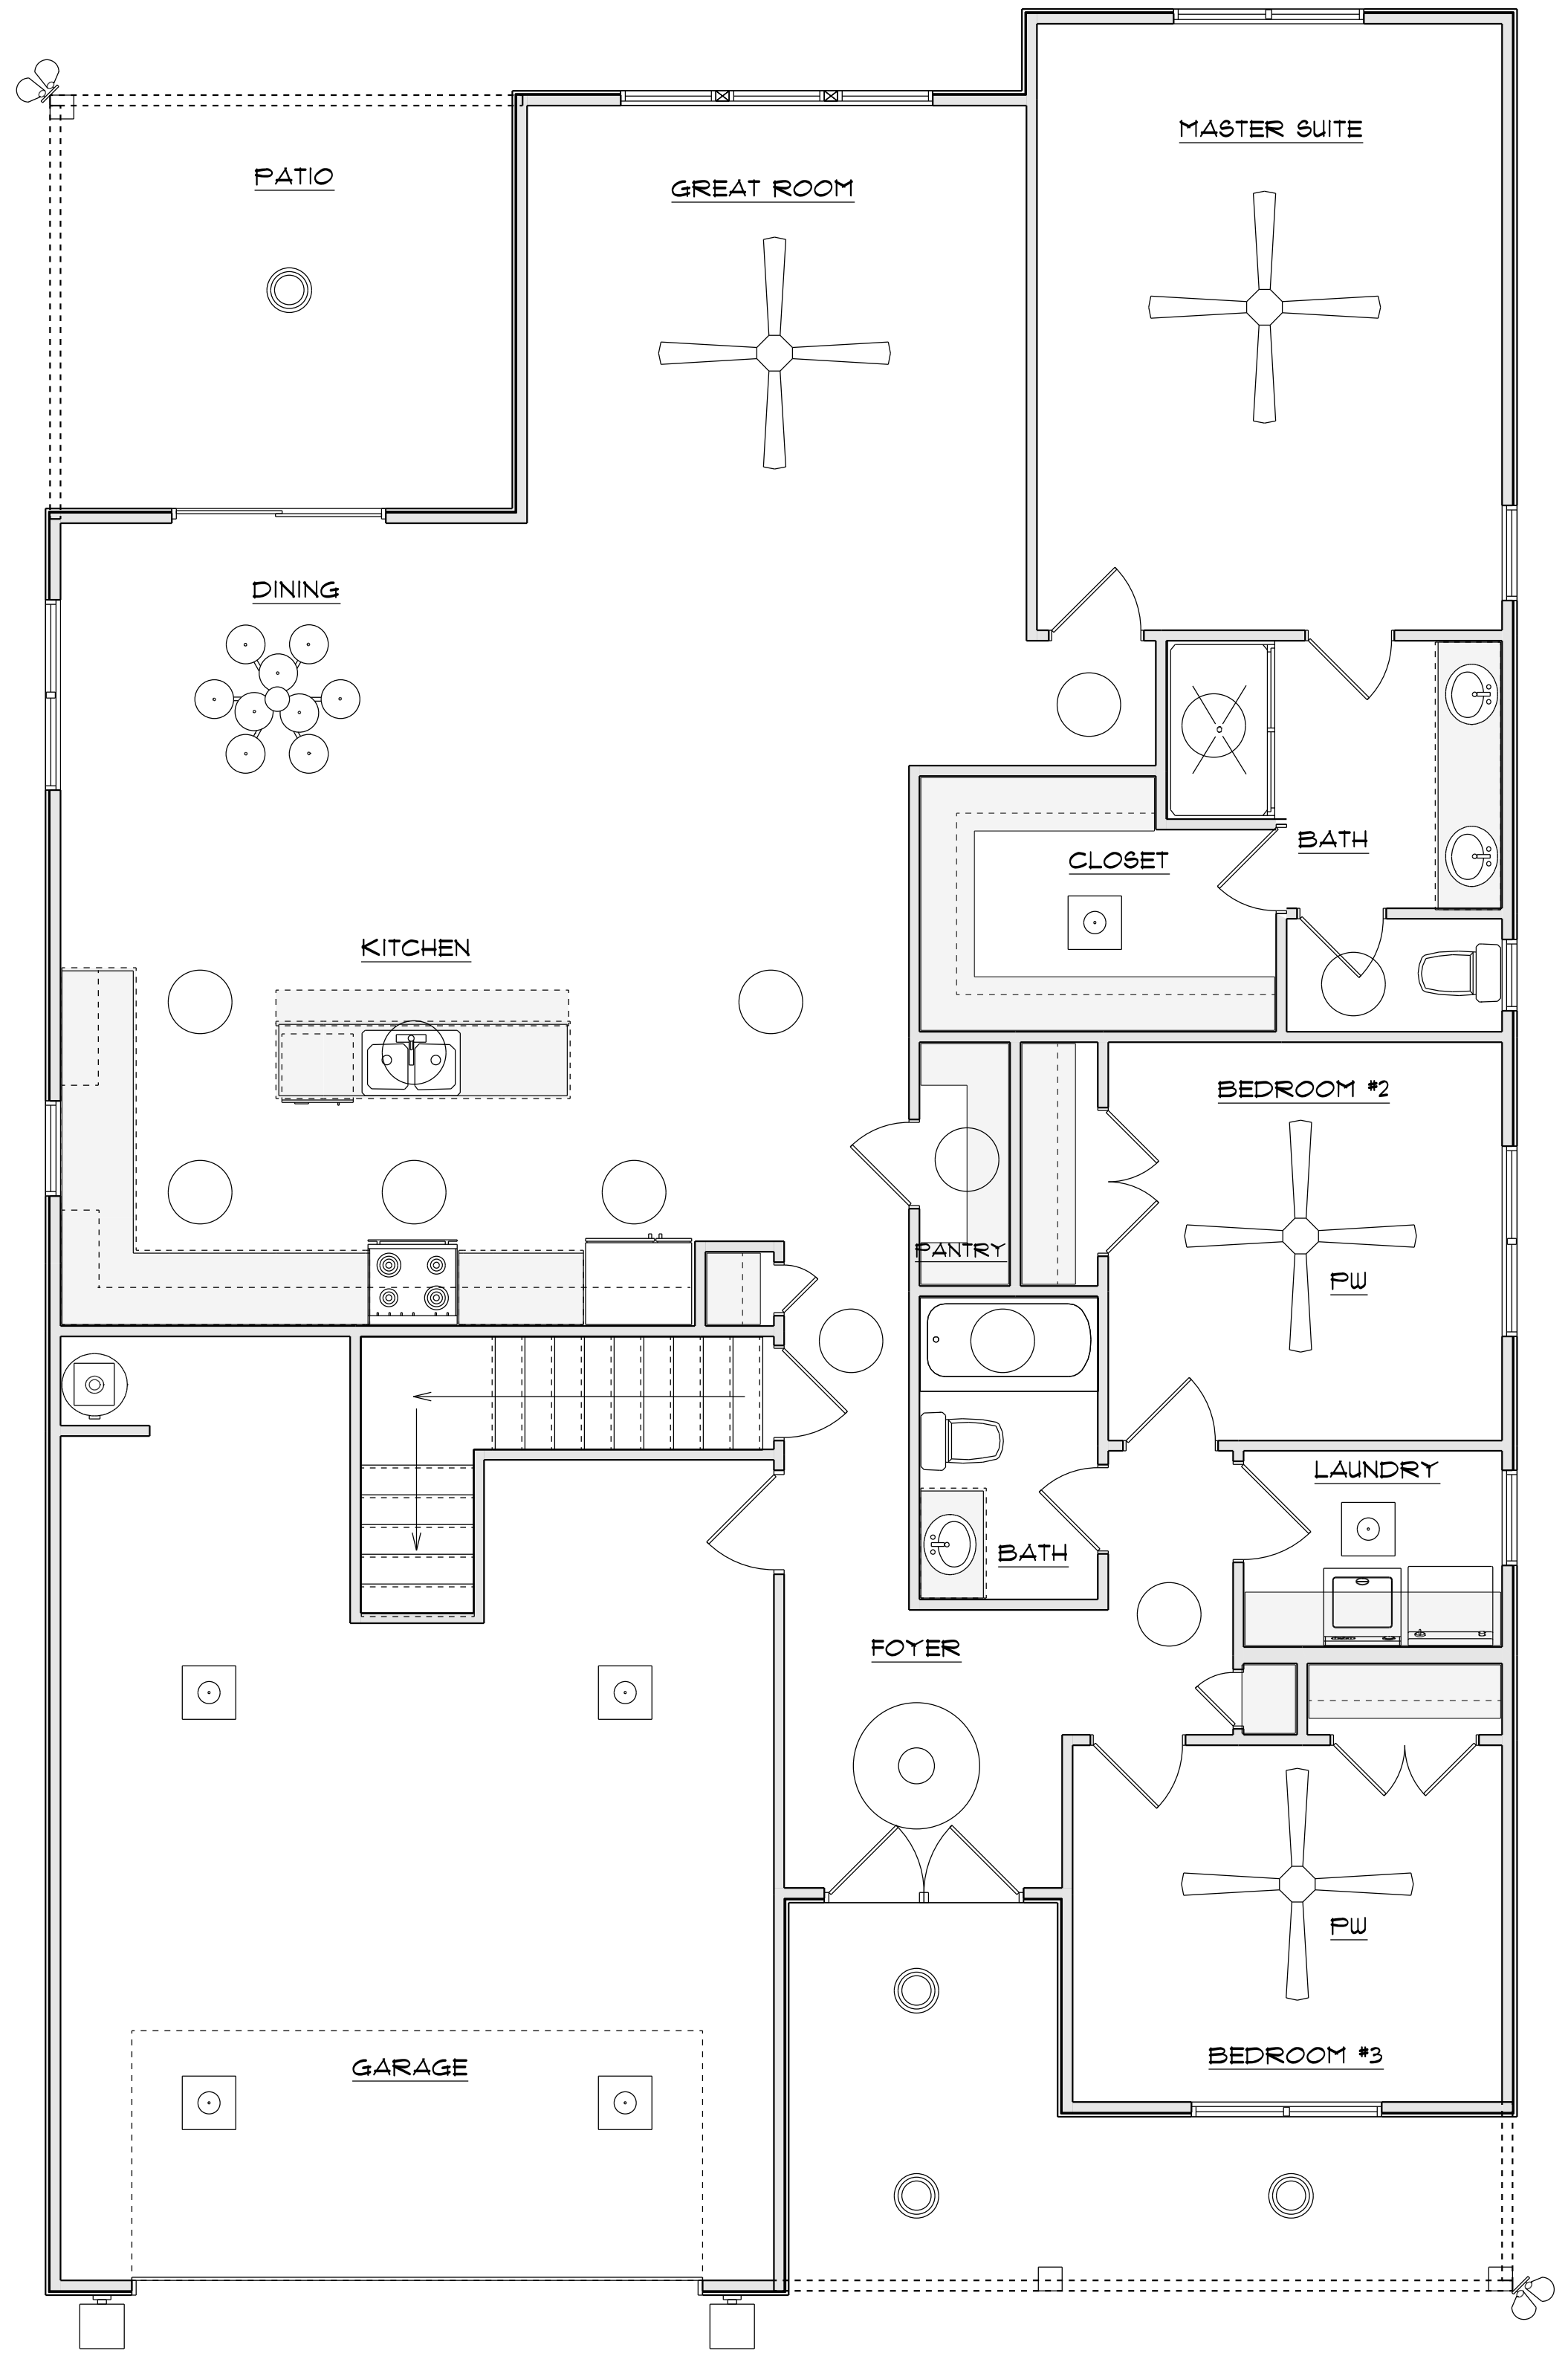 MASTER SUITE
PATIO
GREAT ROOM
DINING
BATH
CLOSET
KITCHEN
BEDROOM #2
PANTRY
PW
LAUNDRY
BATH
FOYER
PW
BEDROOM #3
GARAGE